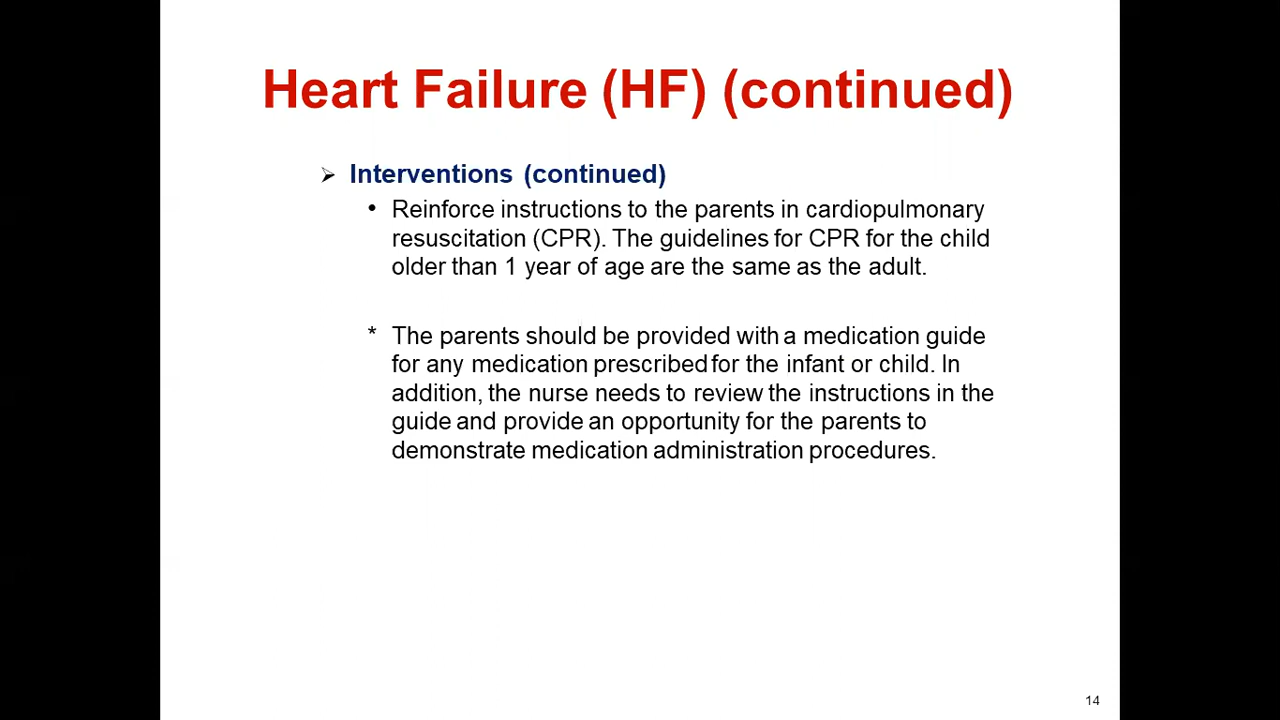 Heart Failure (HF) (continued)
➢ Interventions (continued)
• Reinforce instructions to the parents in cardiopulmonary
resuscitation (CPR). The guidelines for CPR for the child
older than 1 year of age are the same as the adult.
* The parents should be provided with a medication guide
for any medication prescribed for the infant or child. In
addition, the nurse needs to review the instructions in the
guide and provide an opportunity for the parents to
demonstrate medication administration procedures.
14